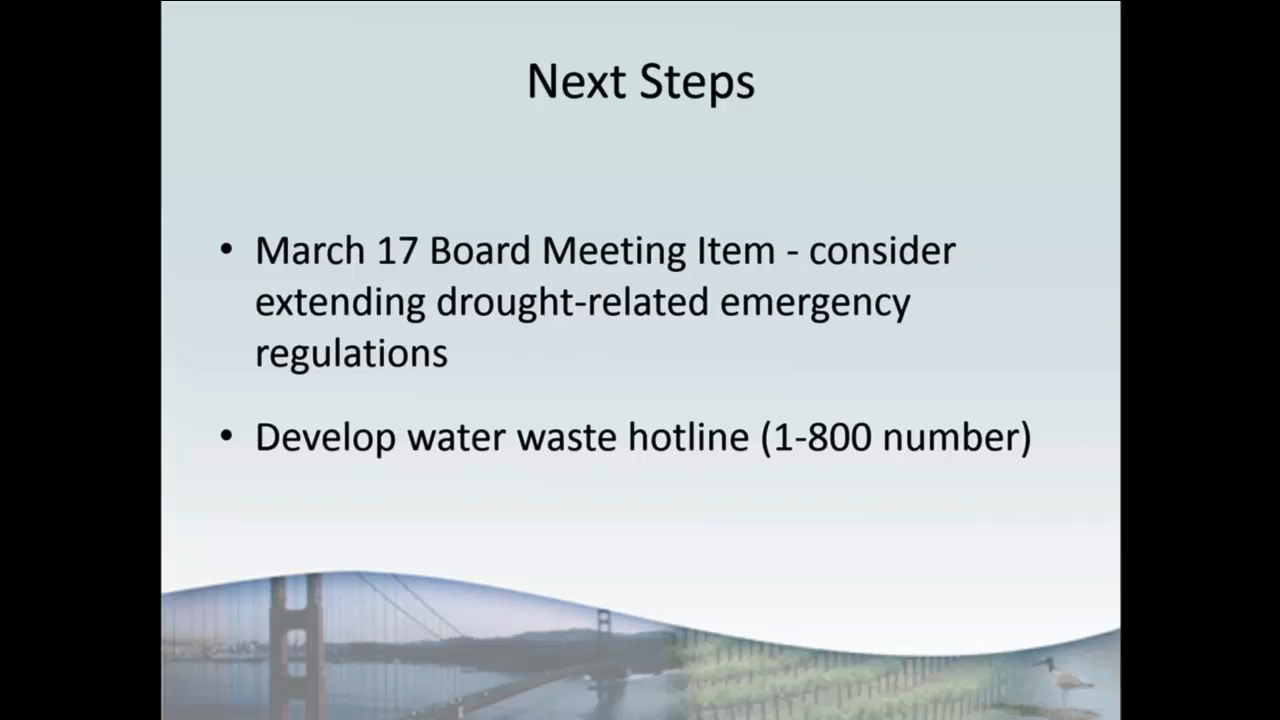 Next Steps
• March 17 Board Meeting Item - consider
extending drought-related emergency
regulations
• Develop water waste hotline (1-800 number)